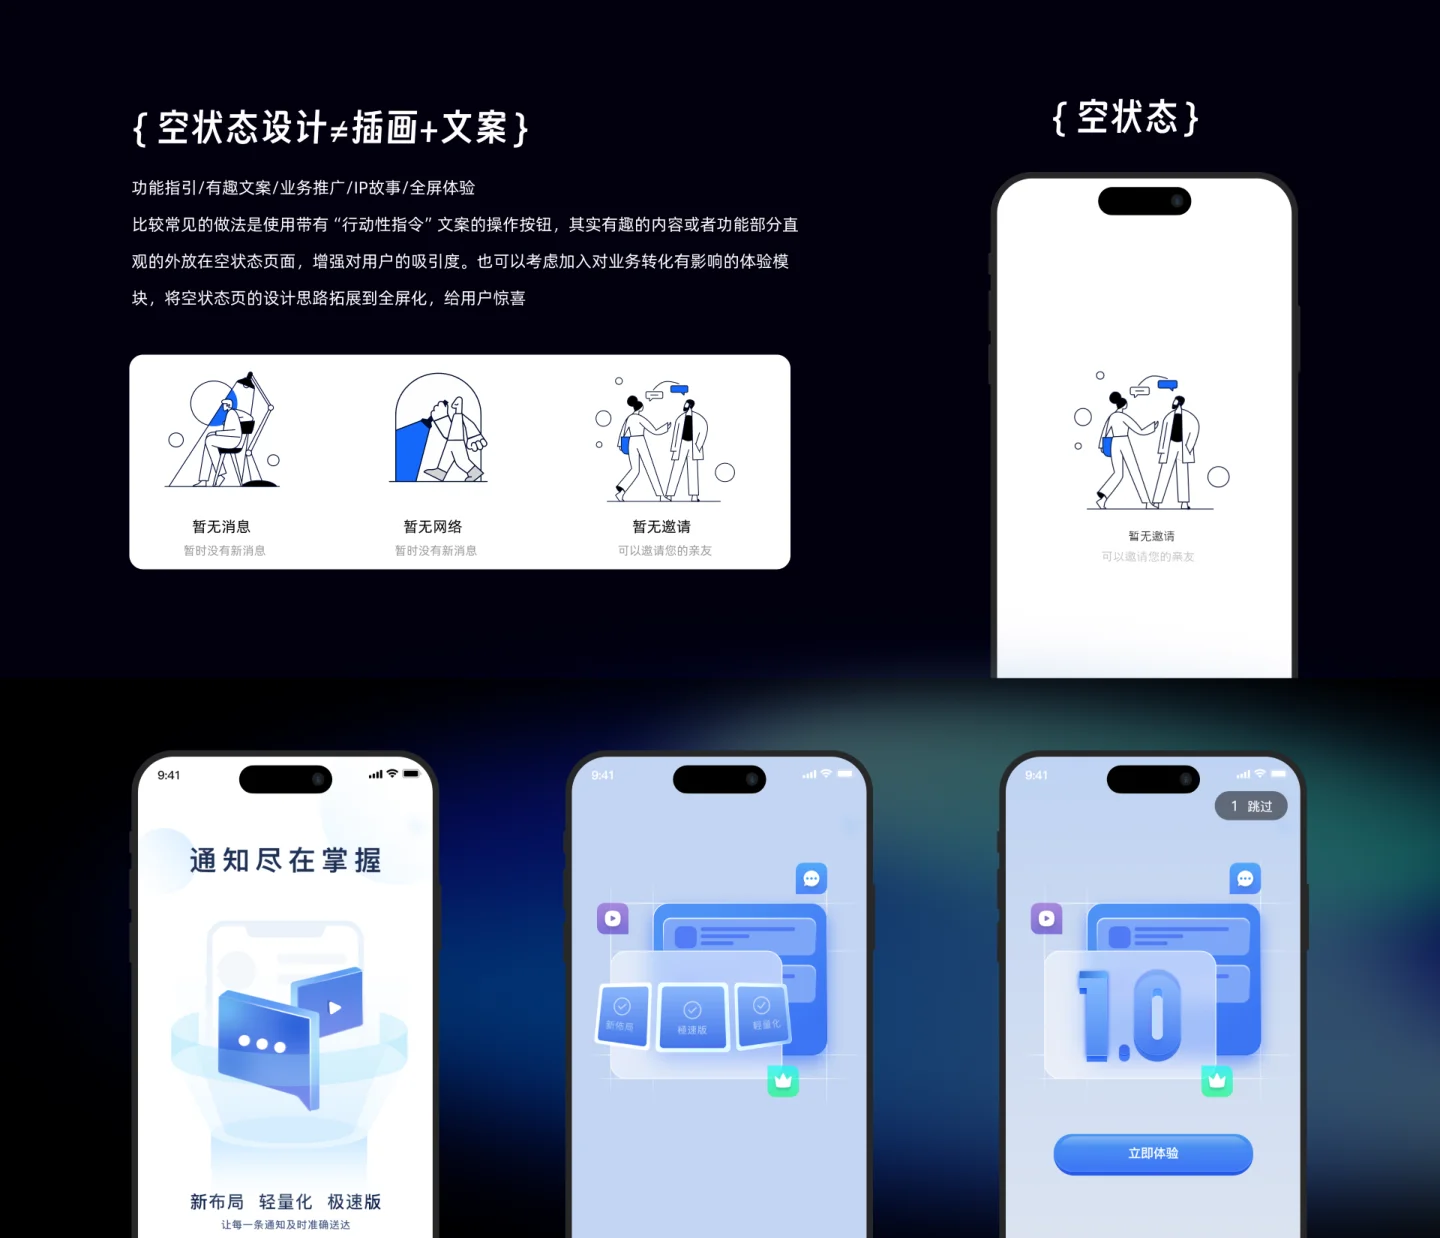 { 空状态设计≠插画+文案 }
功能指引/有趣文案/业务推广/IP故事/全屏体验
比较常见的做法是使用带有“行动性指令”文案的操作按钮，其实有趣的内容或者功能部分直
观的外放在空状态页面，增强对用户的吸引度。也可以考虑加入对业务转化有影响的体验模
块，将空状态页的设计思路拓展到全屏化，给用户惊喜
暂无消息
暂时没有新消息
暂无网络
暂时没有新消息
暂无邀请
可以邀请您的亲友
{ 空状态 }
暂无邀请
可以邀请您的亲友
9:41
通知尽在掌握
新布局 轻量化 极速版
让每一条通知及时准确送达
9:41
新佈局
極速版
輕量化
9:41
1 跳过
1.0
立即体验